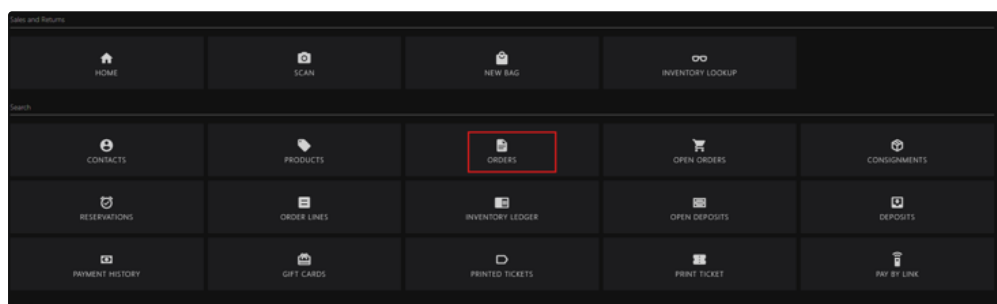 Sales and Returns
HOME
SCAN
NEW BAG
INVENTORY LOOKUP
Search
CONTACTS
PRODUCTS
ORDERS
OPEN ORDERS
CONSIGNMENTS
RESERVATIONS
ORDER LINES
INVENTORY LEDGER
OPEN DEPOSITS
DEPOSITS
PAYMENT HISTORY
GIFT CARDS
PRINTED TICKETS
PRINT TICKET
PAY BY LINK